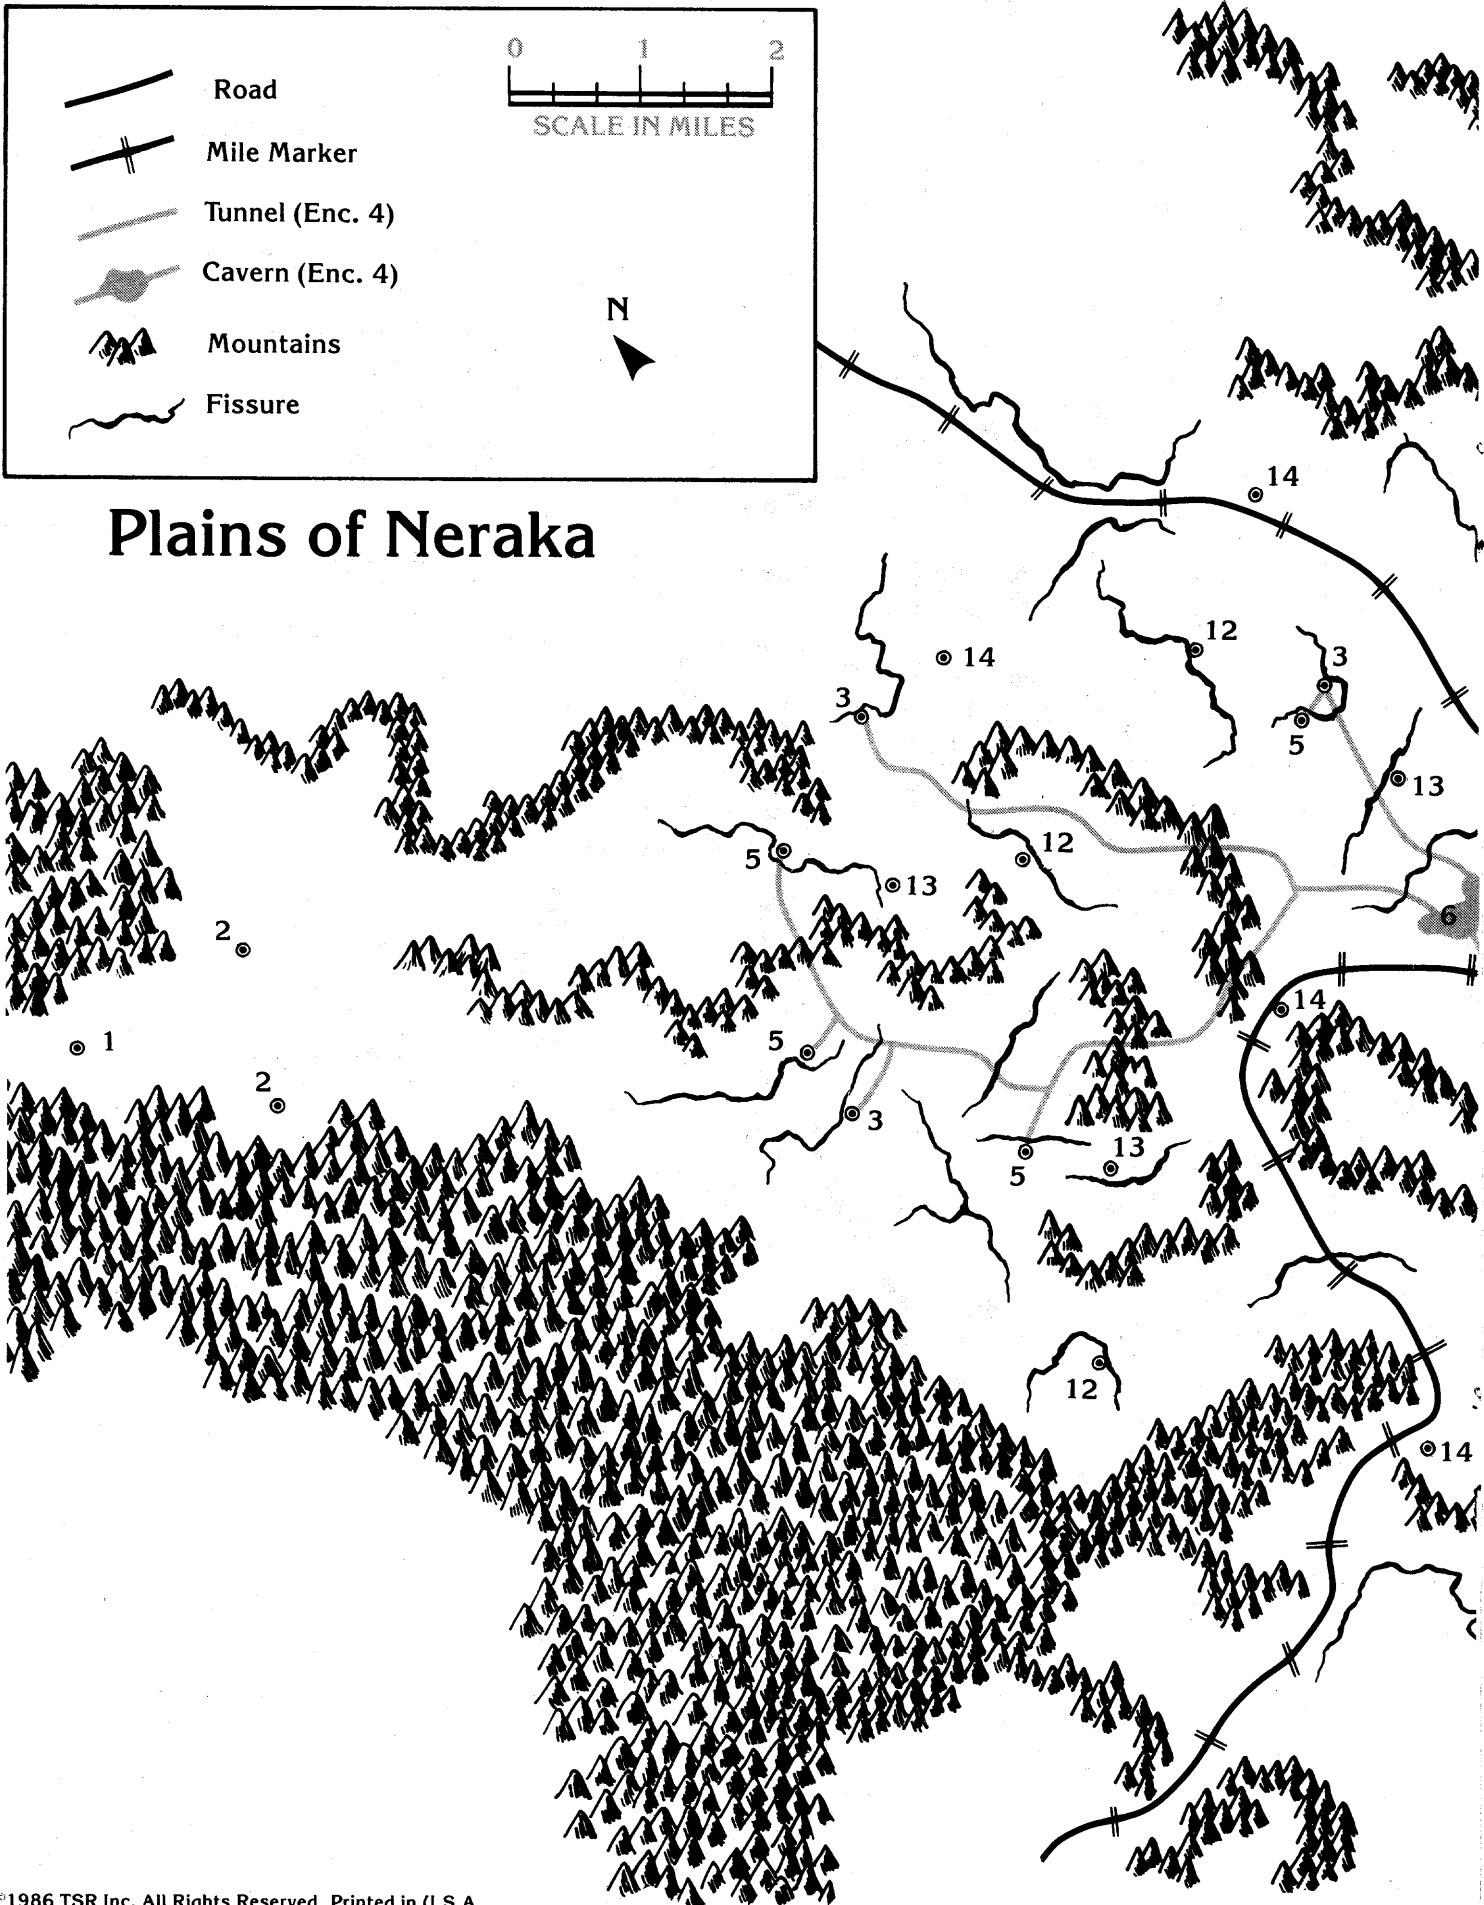 0 1 2
SCALE IN MILES
Road
Mile Marker
Tunnel (Enc. 4)
Cavern (Enc. 4)
N
Mountains
Fissure
Plains of Neraka
14
12
14
3
3
5
13
12
5
13
6
2
14
1
5
2
3
13
5
12
14
©1986 TSR Inc. All Rights Reserved. Printed in U.S.A.